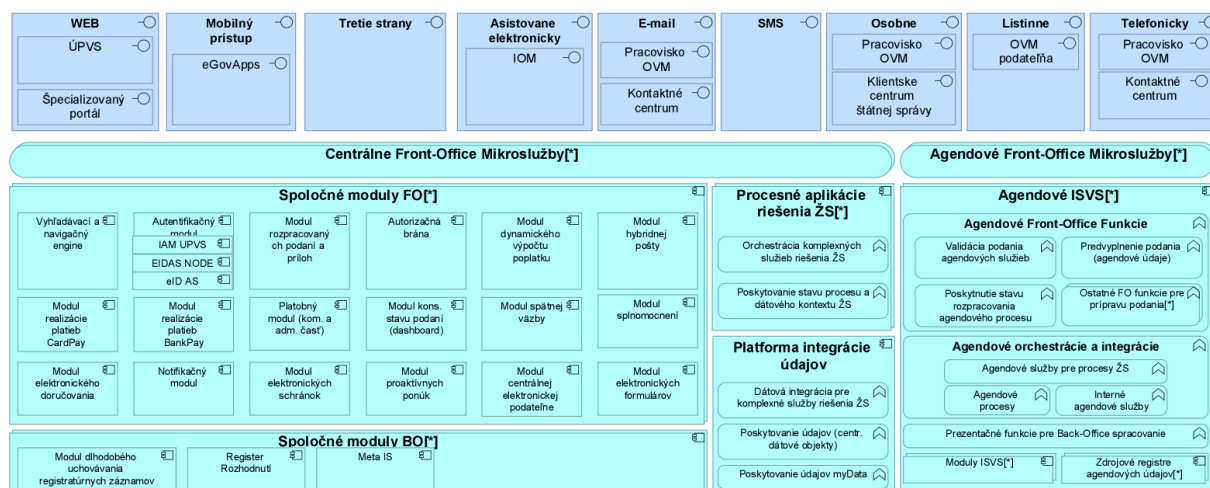 WEB
ÚPVS
Špecializovaný
portál
Mobilný
prístup
eGovApps
Tretie strany
Asistovane
elektronicky
IOM
E-mail
Pracovisko
OVM
Kontaktné
centrum
SMS
Osobne
Pracovisko
OVM
Klientske
centrum
štátnej správy
Listinne
OVM
podateľňa
Telefonicky
Pracovisko
OVM
Kontaktné
centrum
Centrálne Front-Office Mikroslužby[*]
Agendové Front-Office Mikroslužby[*]
Spoločné moduly FO[*]
Vyhľadávací a
navigačný
engine
Autentifikačný
modul
IAM UPVS
EIDAS NODE
eID AS
Modul
rozpracovaný
ch podaní a
príloh
Autorizačná
brána
Modul
dynamického
výpočtu
poplatku
Modul
hybridnej
pošty
Modul
realizácie
platieb
CardPay
Modul
realizácie
platieb
BankPay
Platobný
modul (kom. a
adm. časť)
Modul kons.
stavu podaní
(dashboard)
Modul spätnej
väzby
Modul
splnomocnení
Modul
elektronického
doručovania
Notifikačný
modul
Modul
elektronických
schránok
Modul
proaktívnych
ponúk
Modul
centrálnej
elektronickej
podateľne
Modul
elektronických
formulárov
Spoločné moduly BO[*]
Modul dlhodobého
uchovávania
registratúrnych záznamov
Register
Rozhodnutí
Meta IS
Procesné aplikácie
riešenia ŽS[*]
Orchestrácia komplexných
služieb riešenia ŽS
Poskytovanie stavu procesu a
dátového kontextu ŽS
Platforma integrácie
údajov
Dátová integrácia pre
komplexné služby riešenia ŽS
Poskytovanie údajov (centr.
dátové objekty)
Poskytovanie údajov myData
Agendové ISVS[*]
Agendové Front-Office Funkcie
Validácia podania
agendových služieb
Predvyplnenie podania
(agendové údaje)
Poskytnutie stavu
rozpracovania
agendového procesu
Ostatné FO funkcie pre
prípravu podania[*]
Agendové orchestrácie a integrácie
Agendové služby pre procesy ŽS
Agendové
procesy
Interné
agendové služby
Prezentačné funkcie pre Back-Office spracovanie
Moduly ISVS[*]
Zdrojové registre
agendových údajov[*]